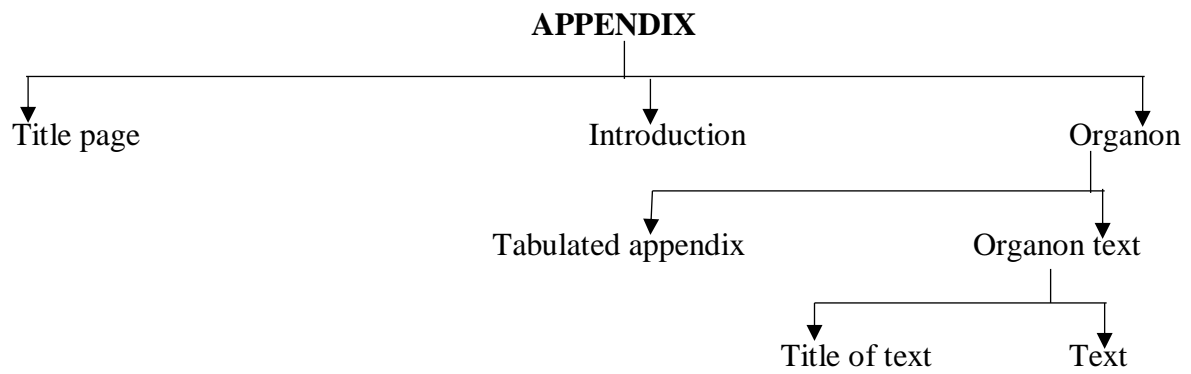 APPENDIX
Title page Introduction Organon
Tabulated appendix Organon text
Title of text Text